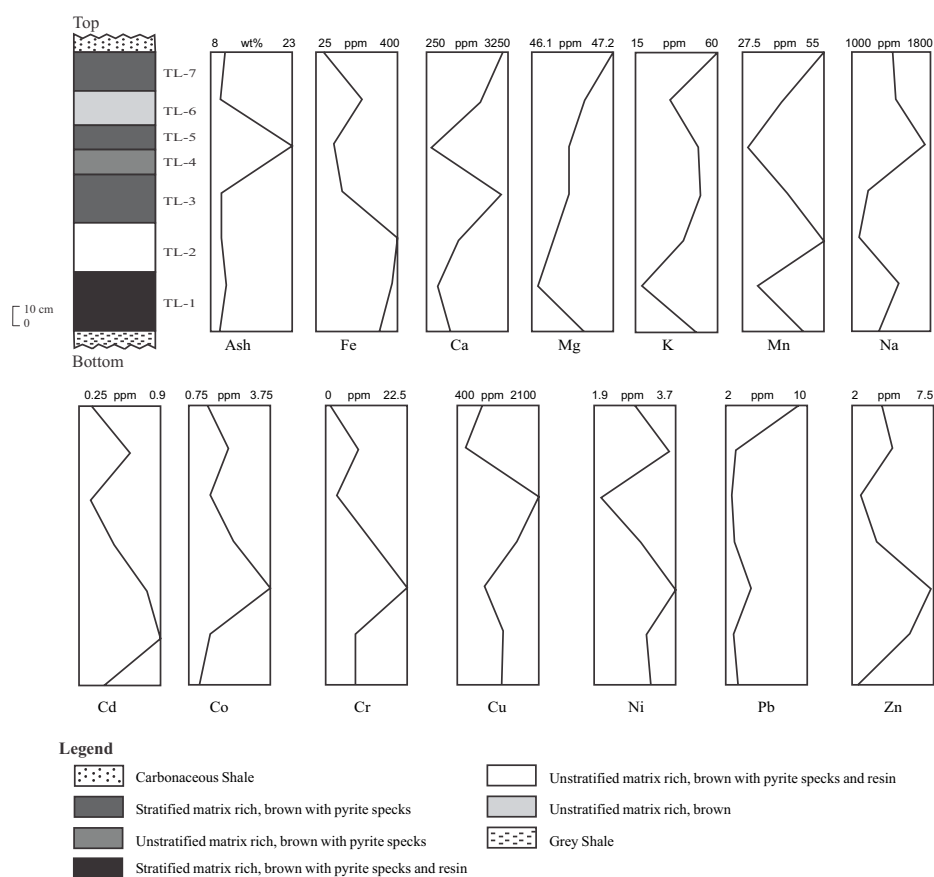 Top
8 wt% 23
25 ppm 400
250 ppm 3250
46.1 ppm 47.2
15 ppm 60
27.5 ppm 55
1000 ppm 1800
TL-7
TL-6
TL-5
TL-4
TL-3
TL-2
TL-1
10 cm
0
Bottom
Ash
Fe
Ca
Mg
K
Mn
Na
0.25 ppm 0.9
0.75 ppm 3.75
0 ppm 22.5
400 ppm 2100
1.9 ppm 3.7
2 ppm 10
2 ppm 7.5
Cd
Co
Cr
Cu
Ni
Pb
Zn
Legend
Carbonaceous Shale
Stratified matrix rich, brown with pyrite specks
Unstratified matrix rich, brown with pyrite specks
Stratified matrix rich, brown with pyrite specks and resin
Unstratified matrix rich, brown with pyrite specks and resin
Unstratified matrix rich, brown
Grey Shale